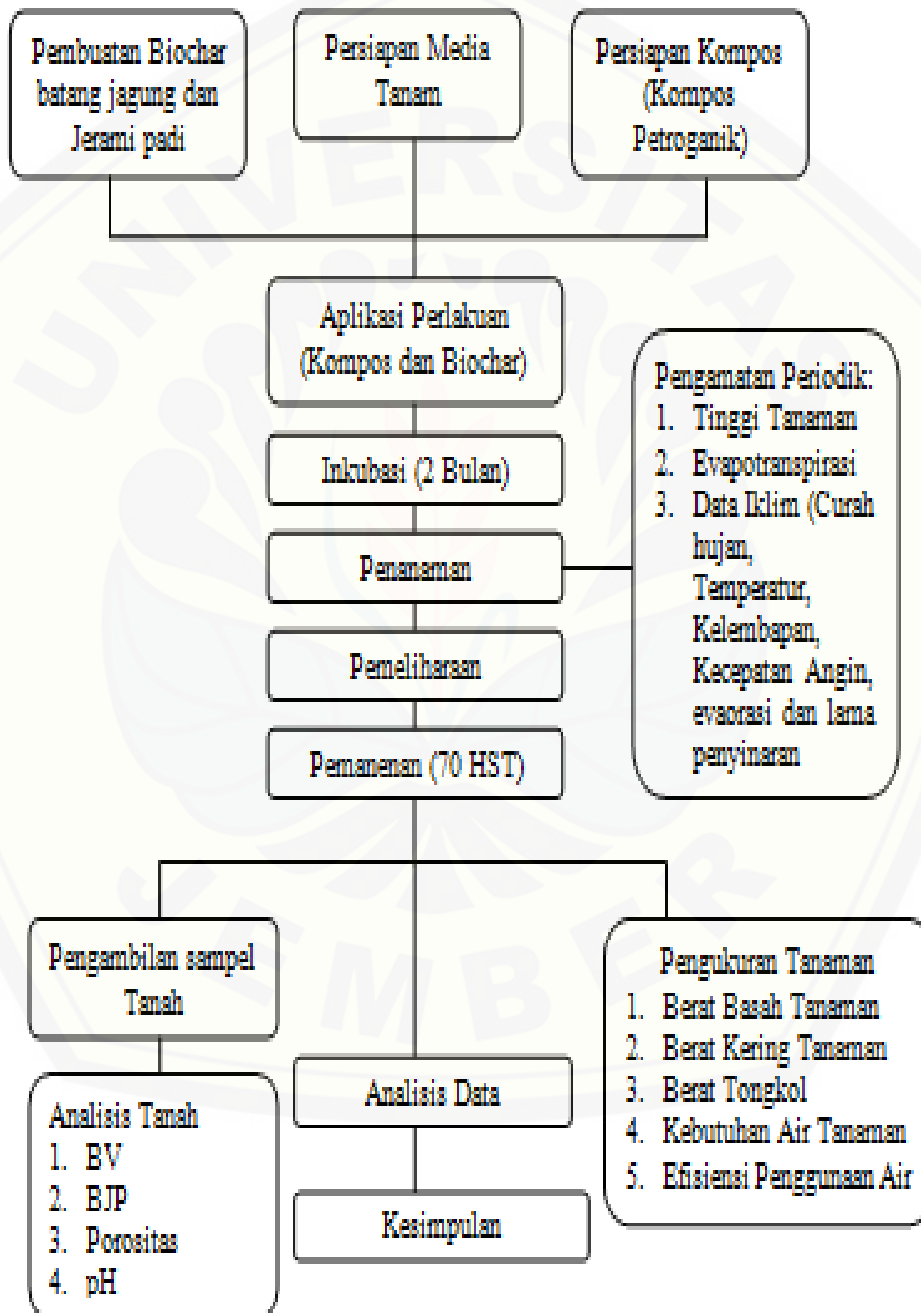 Pembuatan Biochar
batang jagung dan
Jerami padi
Persiapan Media
Tanam
Persiapan Kompos
(Kompos
Petroganik)
Aplikasi Perlakuan
(Kompos dan Biochar)
Inkubasi (2 Bulan)
Penanaman
Pemeliharaan
Pemanenan (70 HST)
Pengamatan Periodik:
1. Tinggi Tanaman
2. Evapotranspirasi
3. Data Iklim (Curah
hujan,
Temperatur,
Kelembapan,
Kecepatan Angin,
evaorasi dan lama
penyinaran
Pengambilan sampel
Tanah
Analisis Tanah
1. BV
2. BJP
3. Porositas
4. pH
Analisis Data
Kesimpulan
Pengukuran Tanaman
1. Berat Basah Tanaman
2. Berat Kering Tanaman
3. Berat Tongkol
4. Kebutuhan Air Tanaman
5. Efisiensi Penggunaan Air
UNIVERSITAS
JEMBER